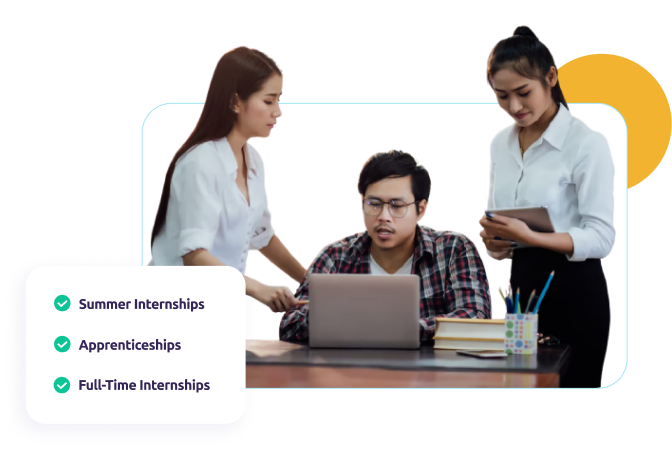 Summer Internships
Apprenticeships
Full-Time Internships